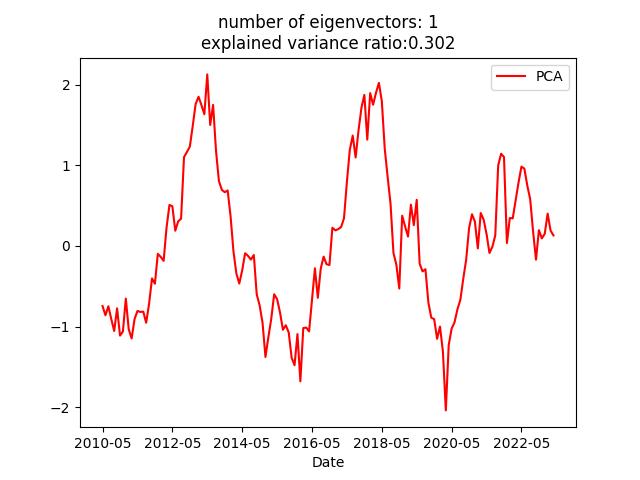 number of eigenvectors: 1
explained variance ratio:0.302
PCA
2
1
0
−1
−2
2010-05 2012-05 2014-05 2016-05 2018-05 2020-05 2022-05
Date